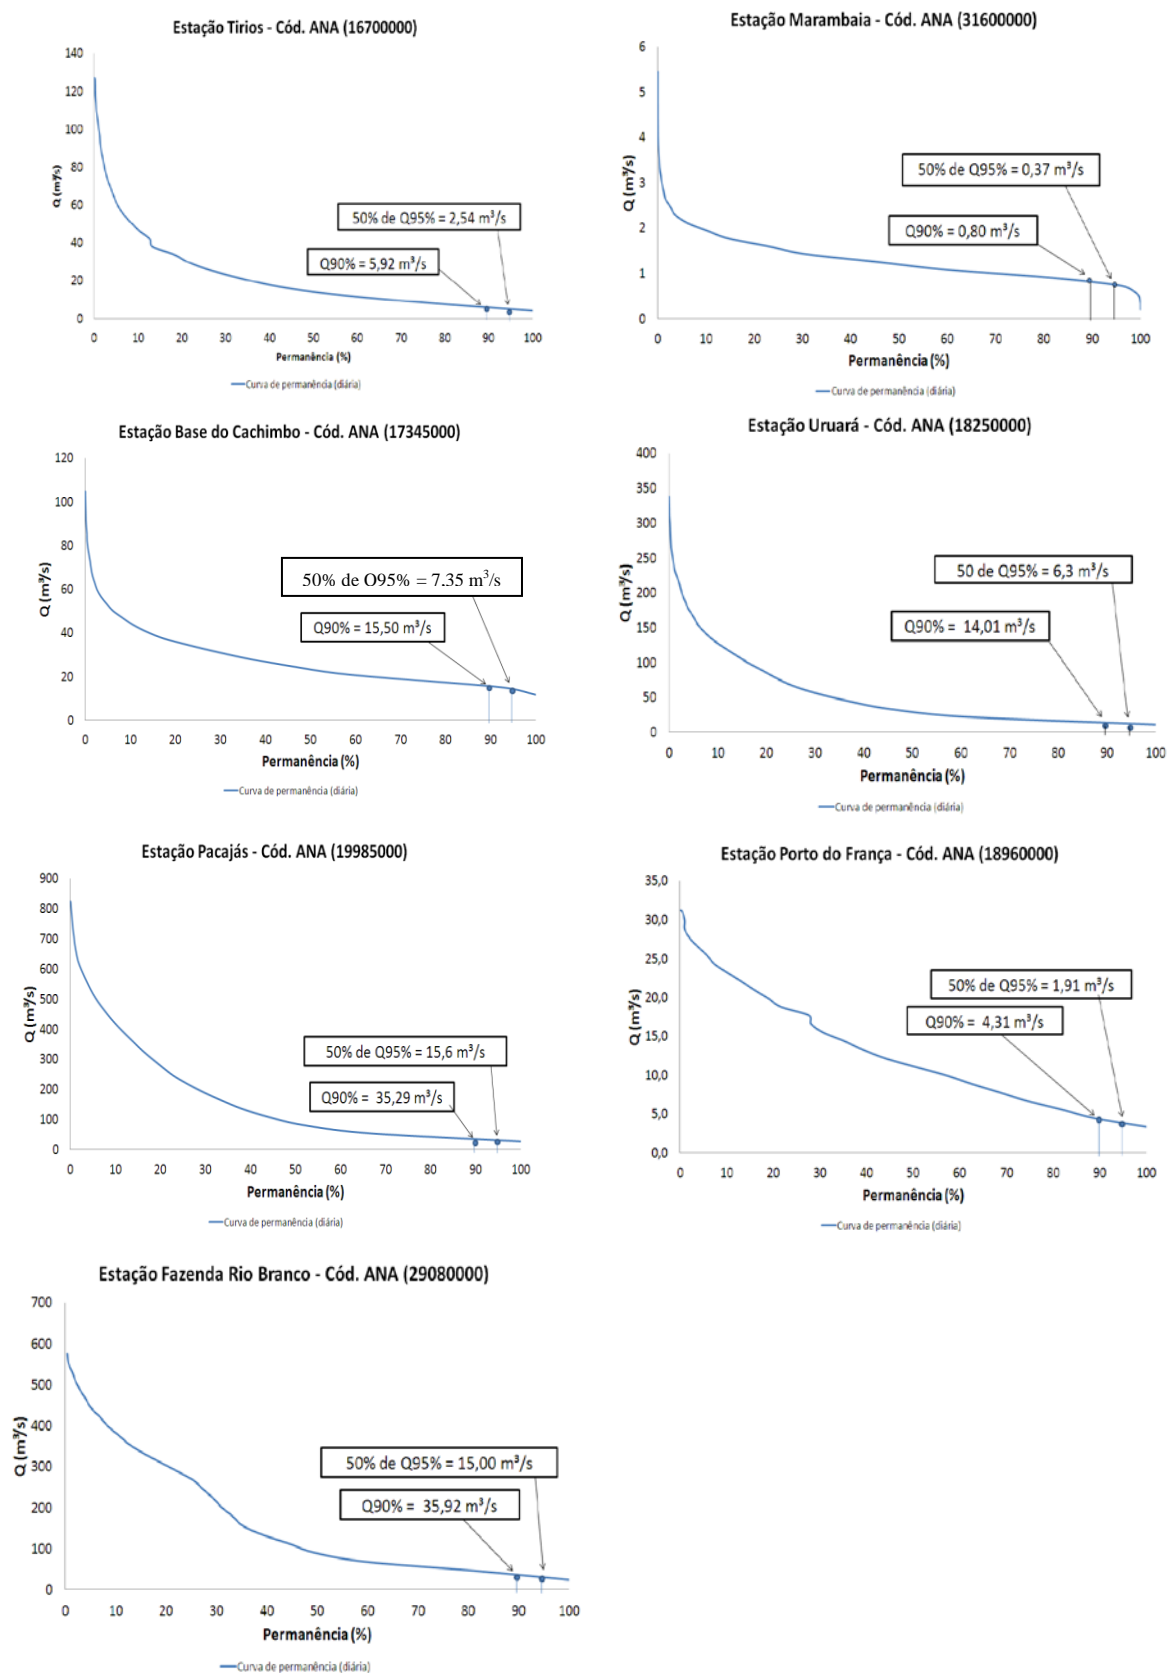 Estação Tirios - Cód. ANA (16700000)
140
120
100
80
60
40
20
0
Q (m³/s)
50% de Q95% = 2,54 m³/s
Q90% = 5,92 m³/s
0 10 20 30 40 50 60 70 80 90 100
Permanência (%)
Curva de permanência (diária)
Estação Marambaia - Cód. ANA (31600000)
6
5
4
3
2
1
0
Q (m³/s)
50% de Q95% = 0,37 m³/s
Q90% = 0,80 m³/s
0 10 20 30 40 50 60 70 80 90 100
Permanência (%)
Curva de permanência (diária)
Estação Base do Cachimbo - Cód. ANA (17345000)
120
100
80
60
40
20
0
Q (m³/s)
50% de O95% = 7.35 m³/s
Q90% = 15,50 m³/s
0 10 20 30 40 50 60 70 80 90 100
Permanência (%)
Curva de permanência (diária)
Estação Uruará - Cód. ANA (18250000)
400
350
300
250
200
150
100
50
0
Q (m³/s)
50 de Q95% = 6,3 m³/s
Q90% = 14,01 m³/s
0 10 20 30 40 50 60 70 80 90 100
Permanência (%)
Curva de permanência (diária)
Estação Pacajás - Cód. ANA (19985000)
900
800
700
600
500
400
300
200
100
0
Q (m³/s)
50% de Q95% = 15,6 m³/s
Q90% = 35,29 m³/s
0 10 20 30 40 50 60 70 80 90 100
Permanência (%)
Curva de permanência (diária)
Estação Porto do França - Cód. ANA (18960000)
35,0
30,0
25,0
20,0
15,0
10,0
5,0
0,0
Q (m³/s)
50% de Q95% = 1,91 m³/s
Q90% = 4,31 m³/s
0 10 20 30 40 50 60 70 80 90 100
Permanência (%)
Curva de permanência (diária)
Estação Fazenda Rio Branco - Cód. ANA (29080000)
700
600
500
400
300
200
100
0
Q (m³/s)
50% de Q95% = 15,00 m³/s
Q90% = 35,92 m³/s
0 10 20 30 40 50 60 70 80 90 100
Permanência (%)
Curva de permanência (diária)